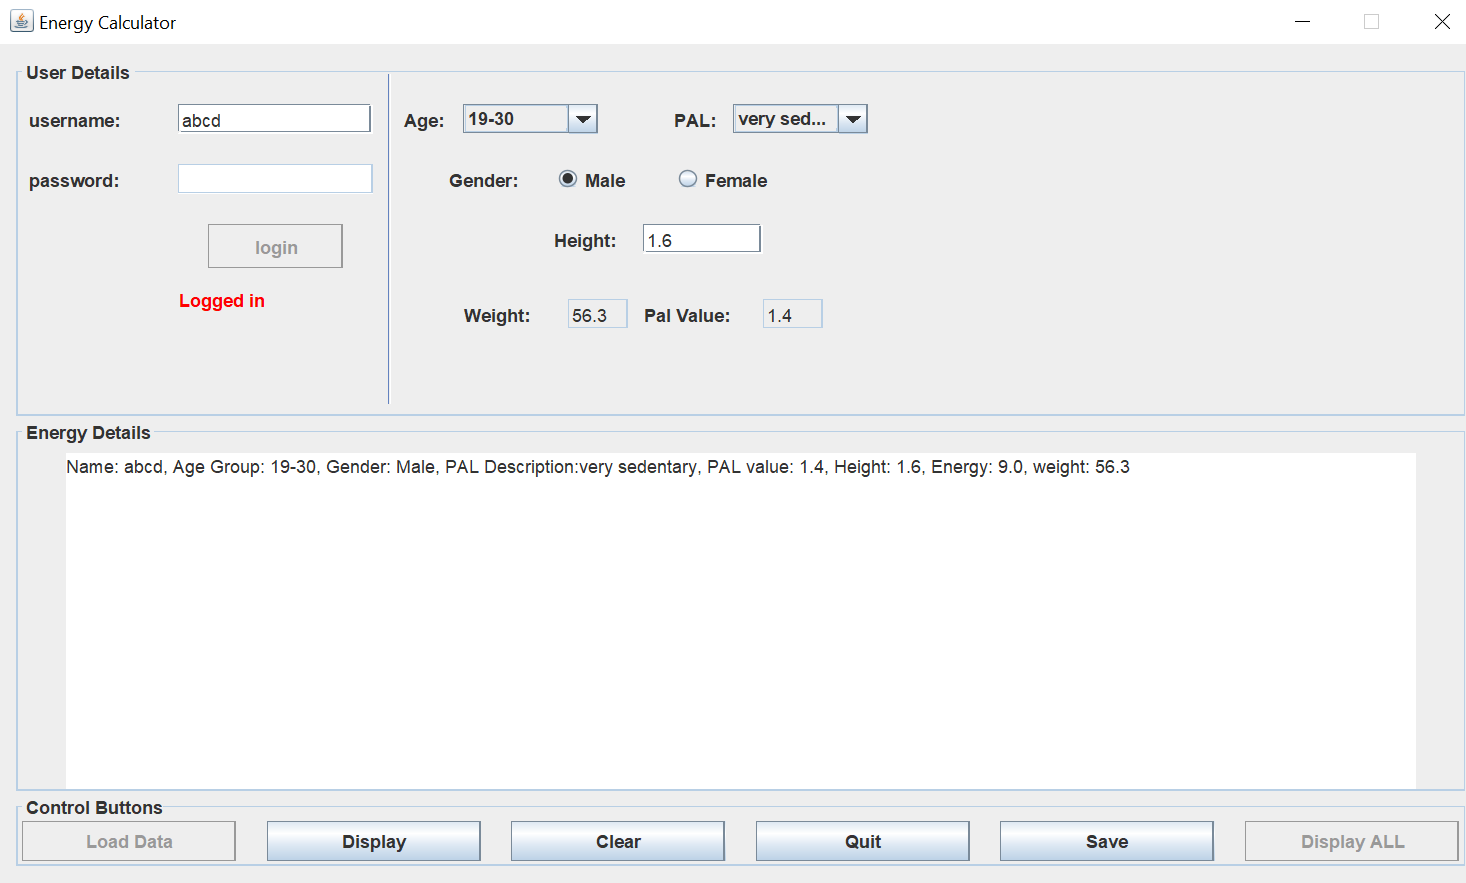 Energy Calculator
User Details
username: abcd
Age: 19-30 PAL: very sed...
password:
Gender: Male Female
login
Height: 1.6
Logged in
Weight: 56.3 Pal Value: 1.4
Energy Details
Name: abcd, Age Group: 19-30, Gender: Male, PAL Description:very sedentary, PAL value: 1.4, Height: 1.6, Energy: 9.0, weight: 56.3
Control Buttons
Load Data Display Clear Quit Save Display ALL